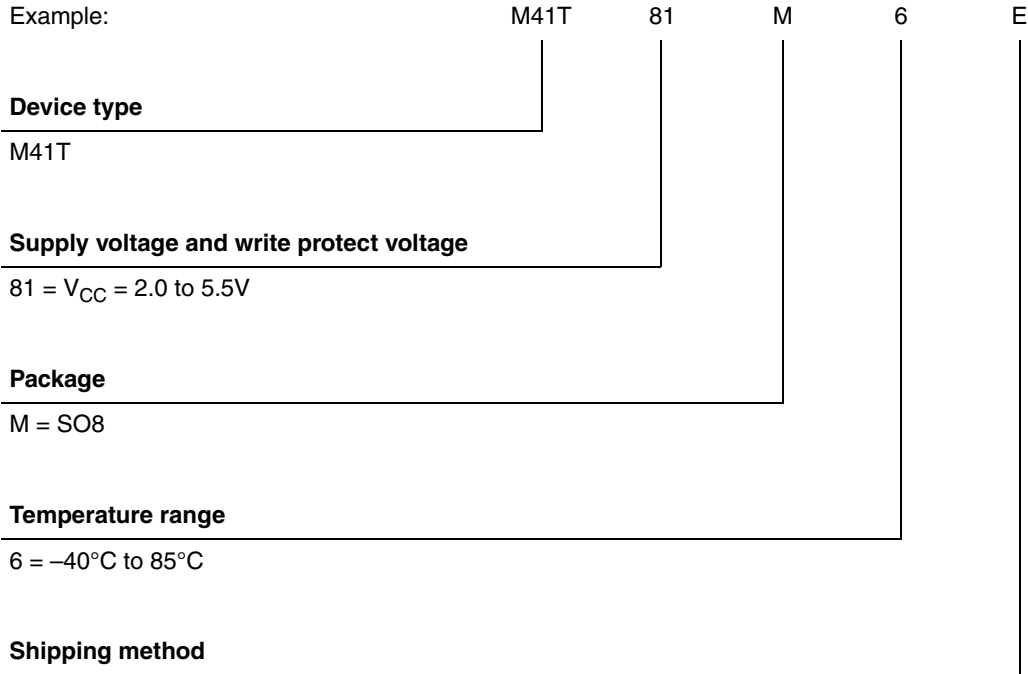 Example: M41T 81 M 6 E
Device type
M41T
Supply voltage and write protect voltage
81 = VCC = 2.0 to 5.5V
Package
M = SO8
Temperature range
6 = –40°C to 85°C
Shipping method